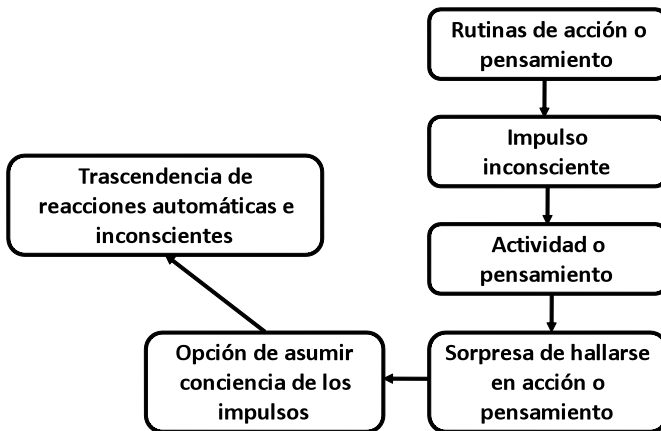 Rutinas de acción o
pensamiento
Impulso
inconsciente
Actividad o
pensamiento
Sorpresa de hallarse
en acción o
pensamiento
Opción de asumir
conciencia de los
impulsos
Trascendencia de
reacciones automáticas e
inconscientes